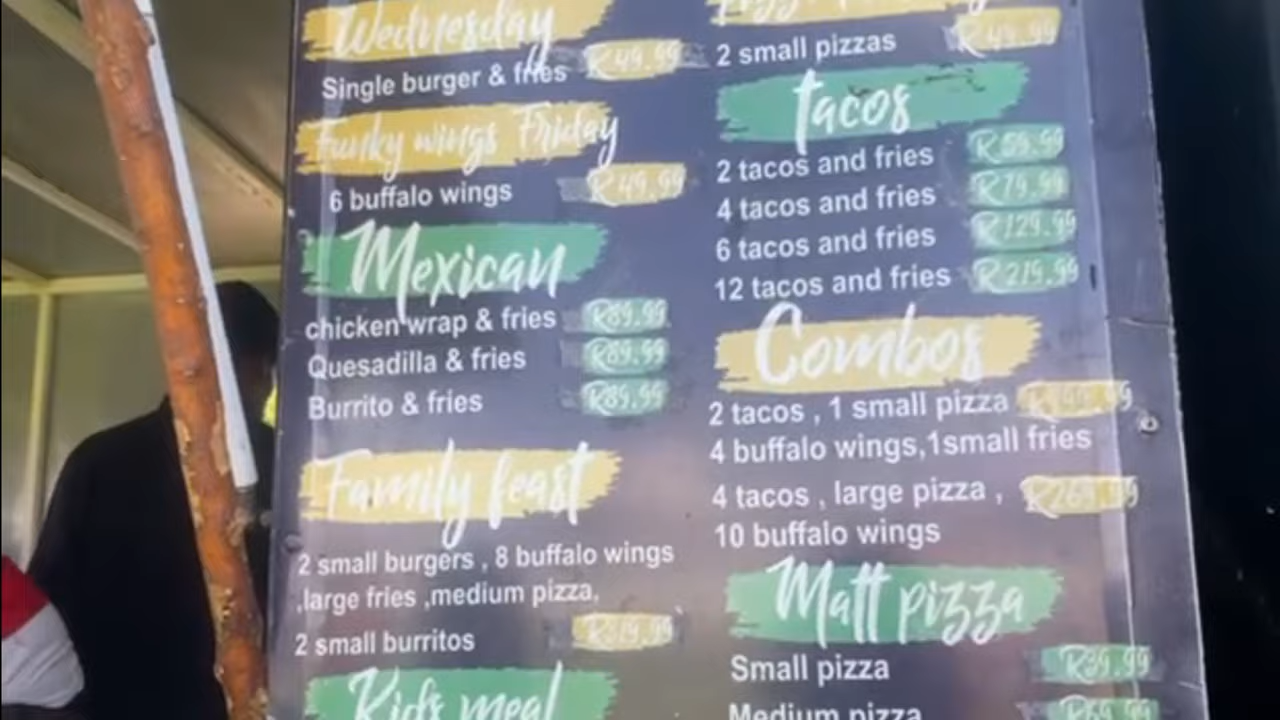 Wednesday
Single burger & fries R49.99
Funky wings Friday
6 buffalo wings R49.99
Mexican
chicken wrap & fries R89.99
Quesadilla & fries R89.99
Burrito & fries R89.99
Family feast
2 small burgers , 8 buffalo wings
,large fries ,medium pizza,
2 small burritos
Kids meal
2 small pizzas R49.99
Tacos
2 tacos and fries R59.99
4 tacos and fries R79.99
6 tacos and fries R129.99
12 tacos and fries R219.99
Combos
2 tacos , 1 small pizza
4 buffalo wings,1small fries
4 tacos , large pizza , R269.99
10 buffalo wings
Matt pizza
Small pizza R39.99
Medium pizza R69.99